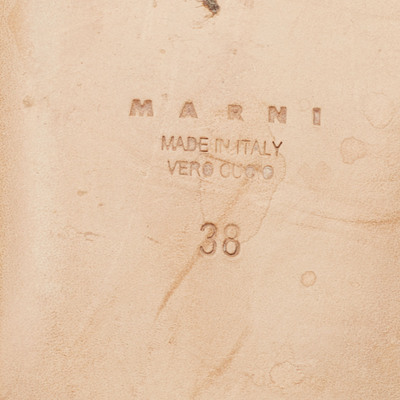 MARNI
MADE IN ITALY
VERO CUOIO
38